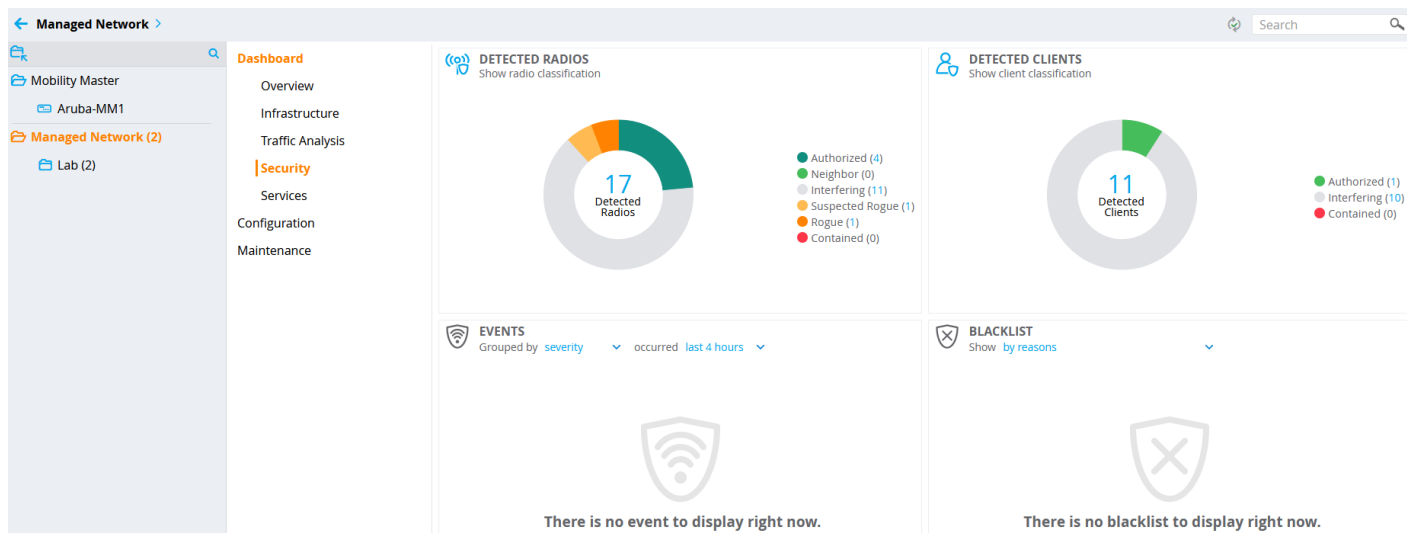 Managed Network >
Search
Mobility Master
Aruba-MM1
Managed Network (2)
Lab (2)
Dashboard
Overview
Infrastructure
Traffic Analysis
Security
Services
Configuration
Maintenance
DETECTED RADIOS
Show radio classification
17
Detected
Radios
Authorized (4)
Neighbor (0)
Interfering (11)
Suspected Rogue (1)
Rogue (1)
Contained (0)
DETECTED CLIENTS
Show client classification
11
Detected
Clients
Authorized (1)
Interfering (10)
Contained (0)
EVENTS
Grouped by severity occurred last 4 hours
There is no event to display right now.
BLACKLIST
Show by reasons
There is no blacklist to display right now.